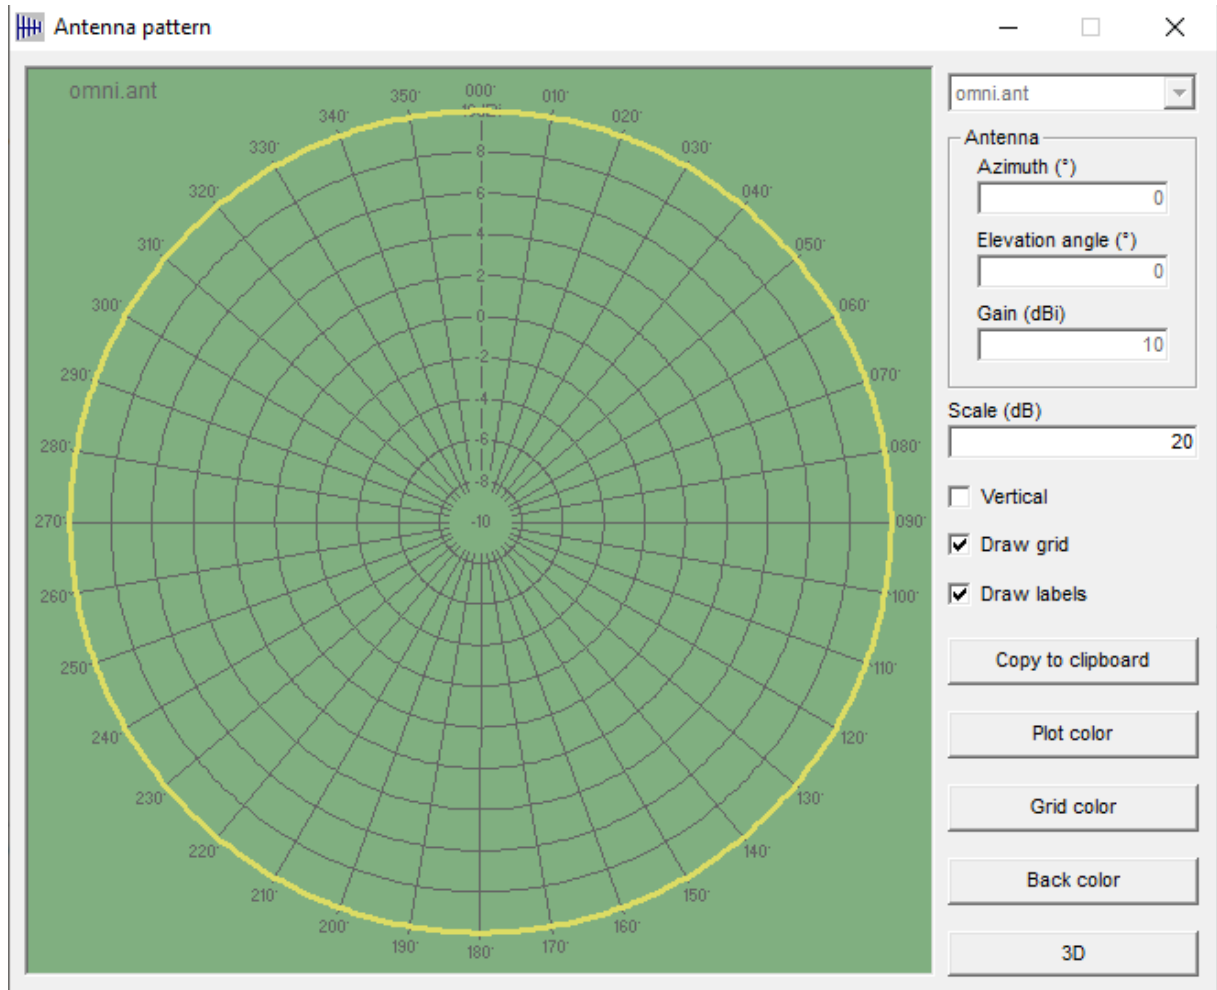 Antenna pattern
omni.ant
000°
010°
020°
030°
040°
050°
060°
070°
080°
090°
100°
110°
120°
130°
140°
150°
160°
170°
180°
190°
200°
210°
220°
230°
240°
250°
260°
270°
280°
290°
300°
310°
320°
330°
340°
350°
10dBi
8
6
4
2
0
-2
-4
-6
-8
-10
omni.ant
Antenna
Azimuth (°)
0
Elevation angle (°)
0
Gain (dBi)
10
Scale (dB)
20
Vertical
Draw grid
Draw labels
Copy to clipboard
Plot color
Grid color
Back color
3D